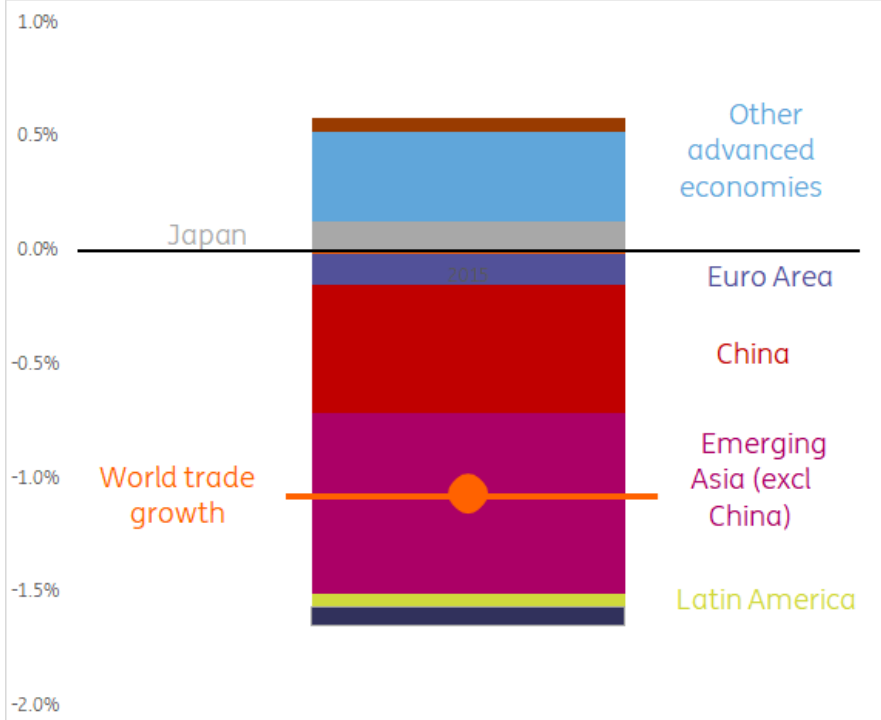 1.0%
Other
0.5%
advanced
economies
Japan
0.0%
Euro Area
China
-0.5%
Emerging
World trade
-1.0%
Asia (excl
growth
China)
-1.5%
Latin America
-2.0%